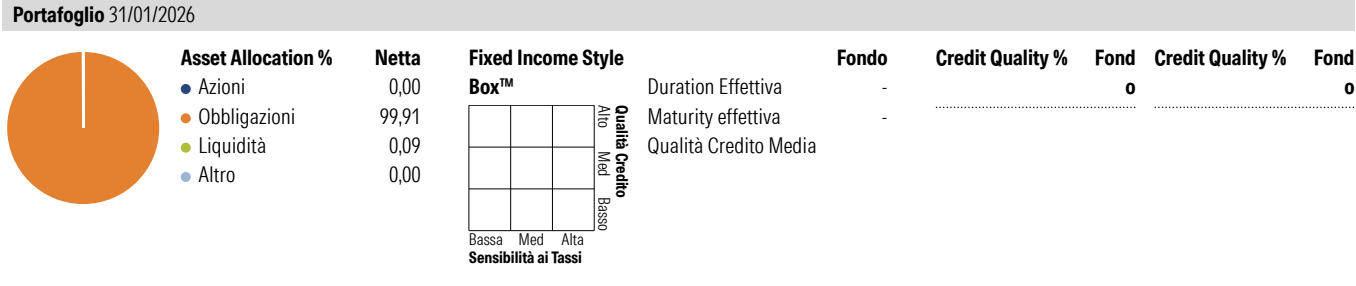 Portafoglio 31/01/2026
Asset Allocation % Netta
Azioni 0,00
Obbligazioni 99,91
Liquidità 0,09
Altro 0,00
Fixed Income Style
Box™
Alto Med Basso
Qualità Credito
Bassa Med Alta
Sensibilità ai Tassi
Fondo
Duration Effettiva -
Maturity effettiva -
Qualità Credito Media
Credit Quality % Fond
o
Credit Quality % Fond
o